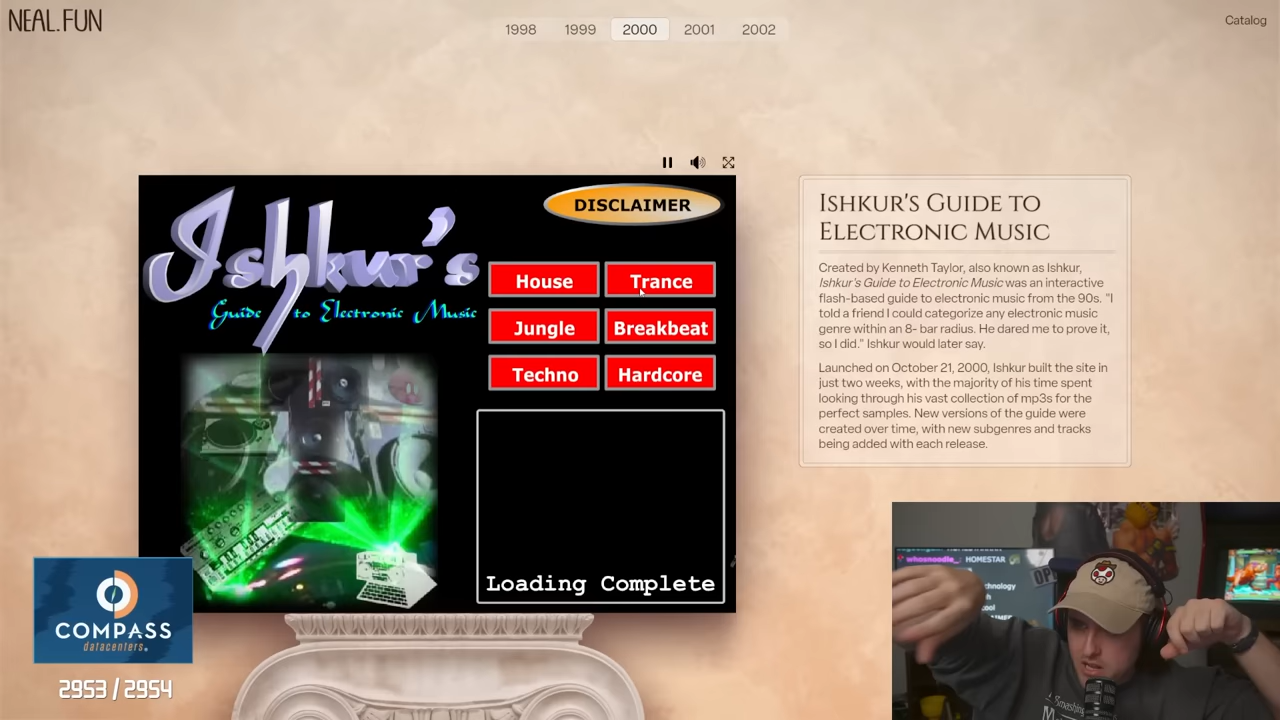 NEAL.FUN
1998 1999 2000 2001 2002
Catalog
Ishkur's
Guide to Electronic Music
DISCLAIMER
House Trance
Jungle Breakbeat
Techno Hardcore
Loading Complete
ISHKUR'S GUIDE TO
ELECTRONIC MUSIC
Created by Kenneth Taylor, also known as Ishkur,
Ishkur's Guide to Electronic Music was an interactive
flash-based guide to electronic music from the 90s. "I
told a friend I could categorize any electronic music
genre within an 8- bar radius. He dared me to prove it,
so I did." Ishkur would later say.
Launched on October 21, 2000, Ishkur built the site in
just two weeks, with the majority of his time spent
looking through his vast collection of mp3s for the
perfect samples. New versions of the guide were
created over time, with new subgenres and tracks
being added with each release.
COMPASS
datacenters.
2953 / 2954
HOMESTAR